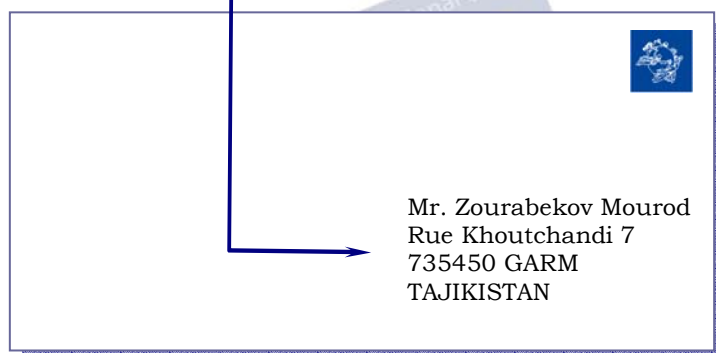 Mr. Zourabekov Mourod
Rue Khoutchandi 7
735450 GARM
TAJIKISTAN